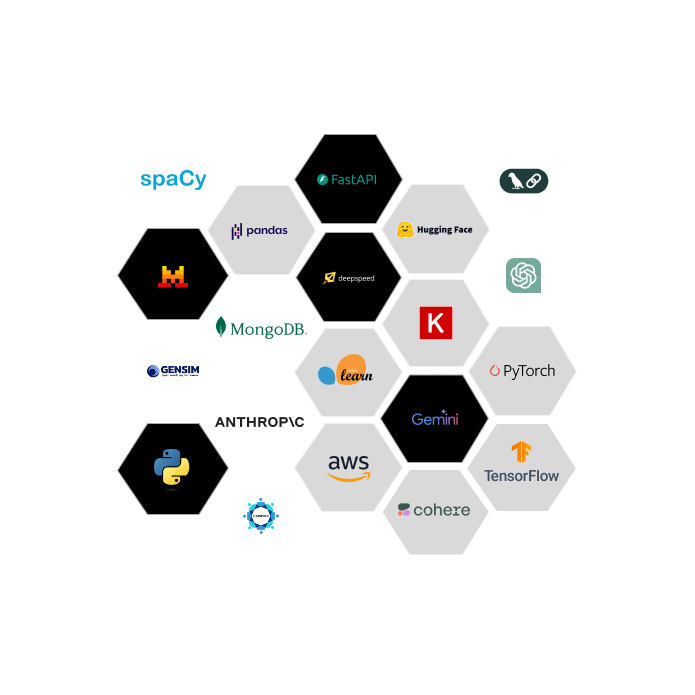 spaCy
FastAPI
pandas
Hugging Face
deepspeed
MongoDB.
K
GENSIM
learn
PyTorch
ANTHROP\C
Gemini
aws
TensorFlow
cohere